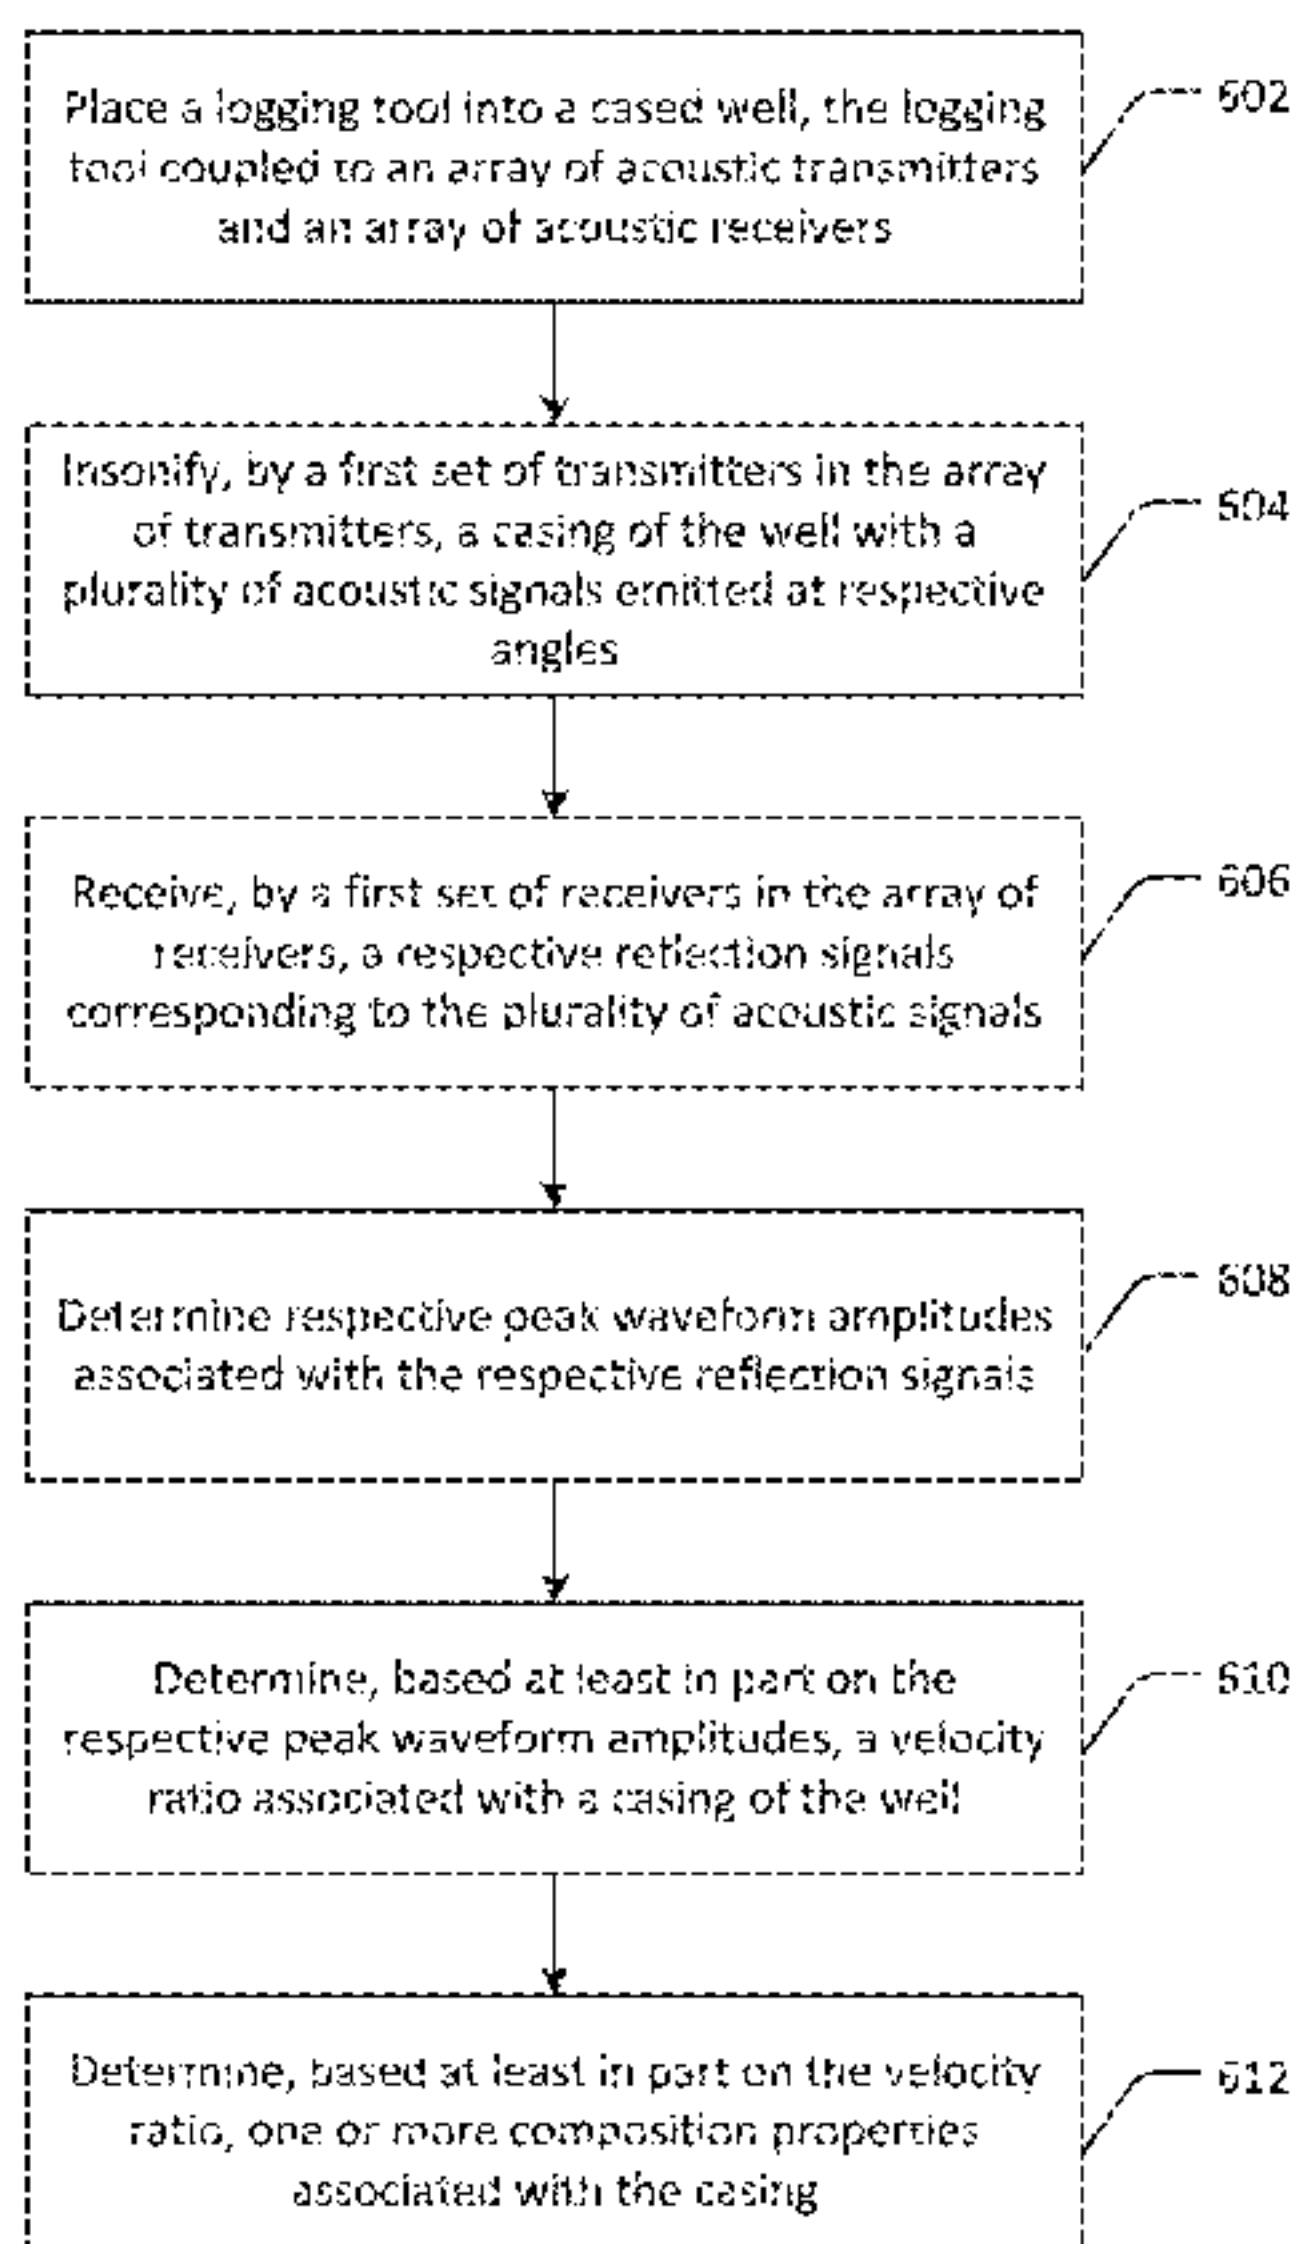 Place a logging tool into a cased well, the logging
tool coupled to an array of acoustic transmitters
and an array of acoustic receivers
602
Insonify, by a first set of transmitters in the array
of transmitters, a casing of the well with a
plurality of acoustic signals emitted at respective
angles
604
Receive, by a first set of receivers in the array of
receivers, a respective reflection signals
corresponding to the plurality of acoustic signals
606
Determine respective peak waveform amplitudes
associated with the respective reflection signals
608
Determine, based at least in part on the
respective peak waveform amplitudes, a velocity
ratio associated with a casing of the well
610
Determine, based at least in part on the velocity
ratio, one or more composition properties
associated with the casing
612